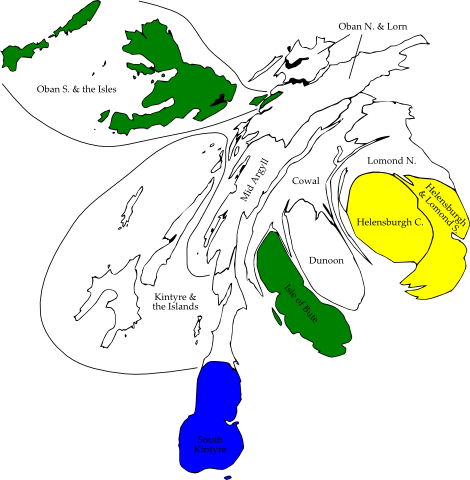 Oban N. & Lorn
Oban S. & the Isles
Mid Argyll
Cowal
Lomond N.
Helensburgh
& Lomond S.
Helensburgh C.
Dunoon
Isle of Bute
Kintyre &
the Islands
South
Kintyre